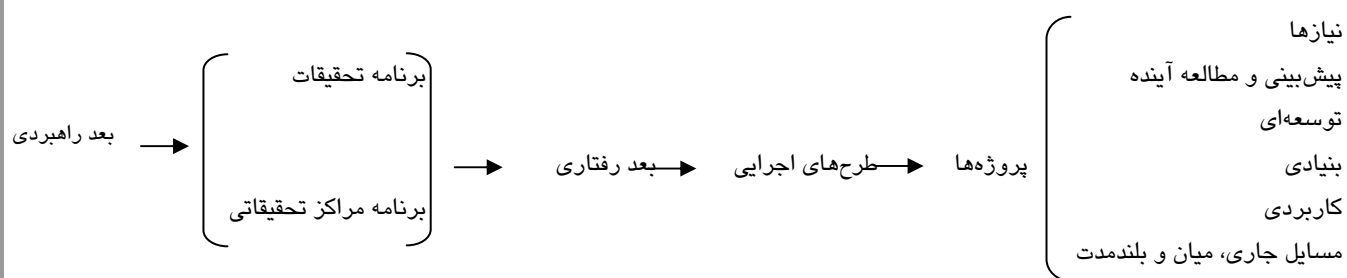 نیازها
پیش‌بینی و مطالعه آینده
توسعه‌ای
بنیادی
کاربردی
مسایل جاری، میان و بلندمدت
پروژه‌ها
طرح‌های اجرایی
بعد رفتاری
برنامه تحقیقات
برنامه مراکز تحقیقاتی
بعد راهبردی